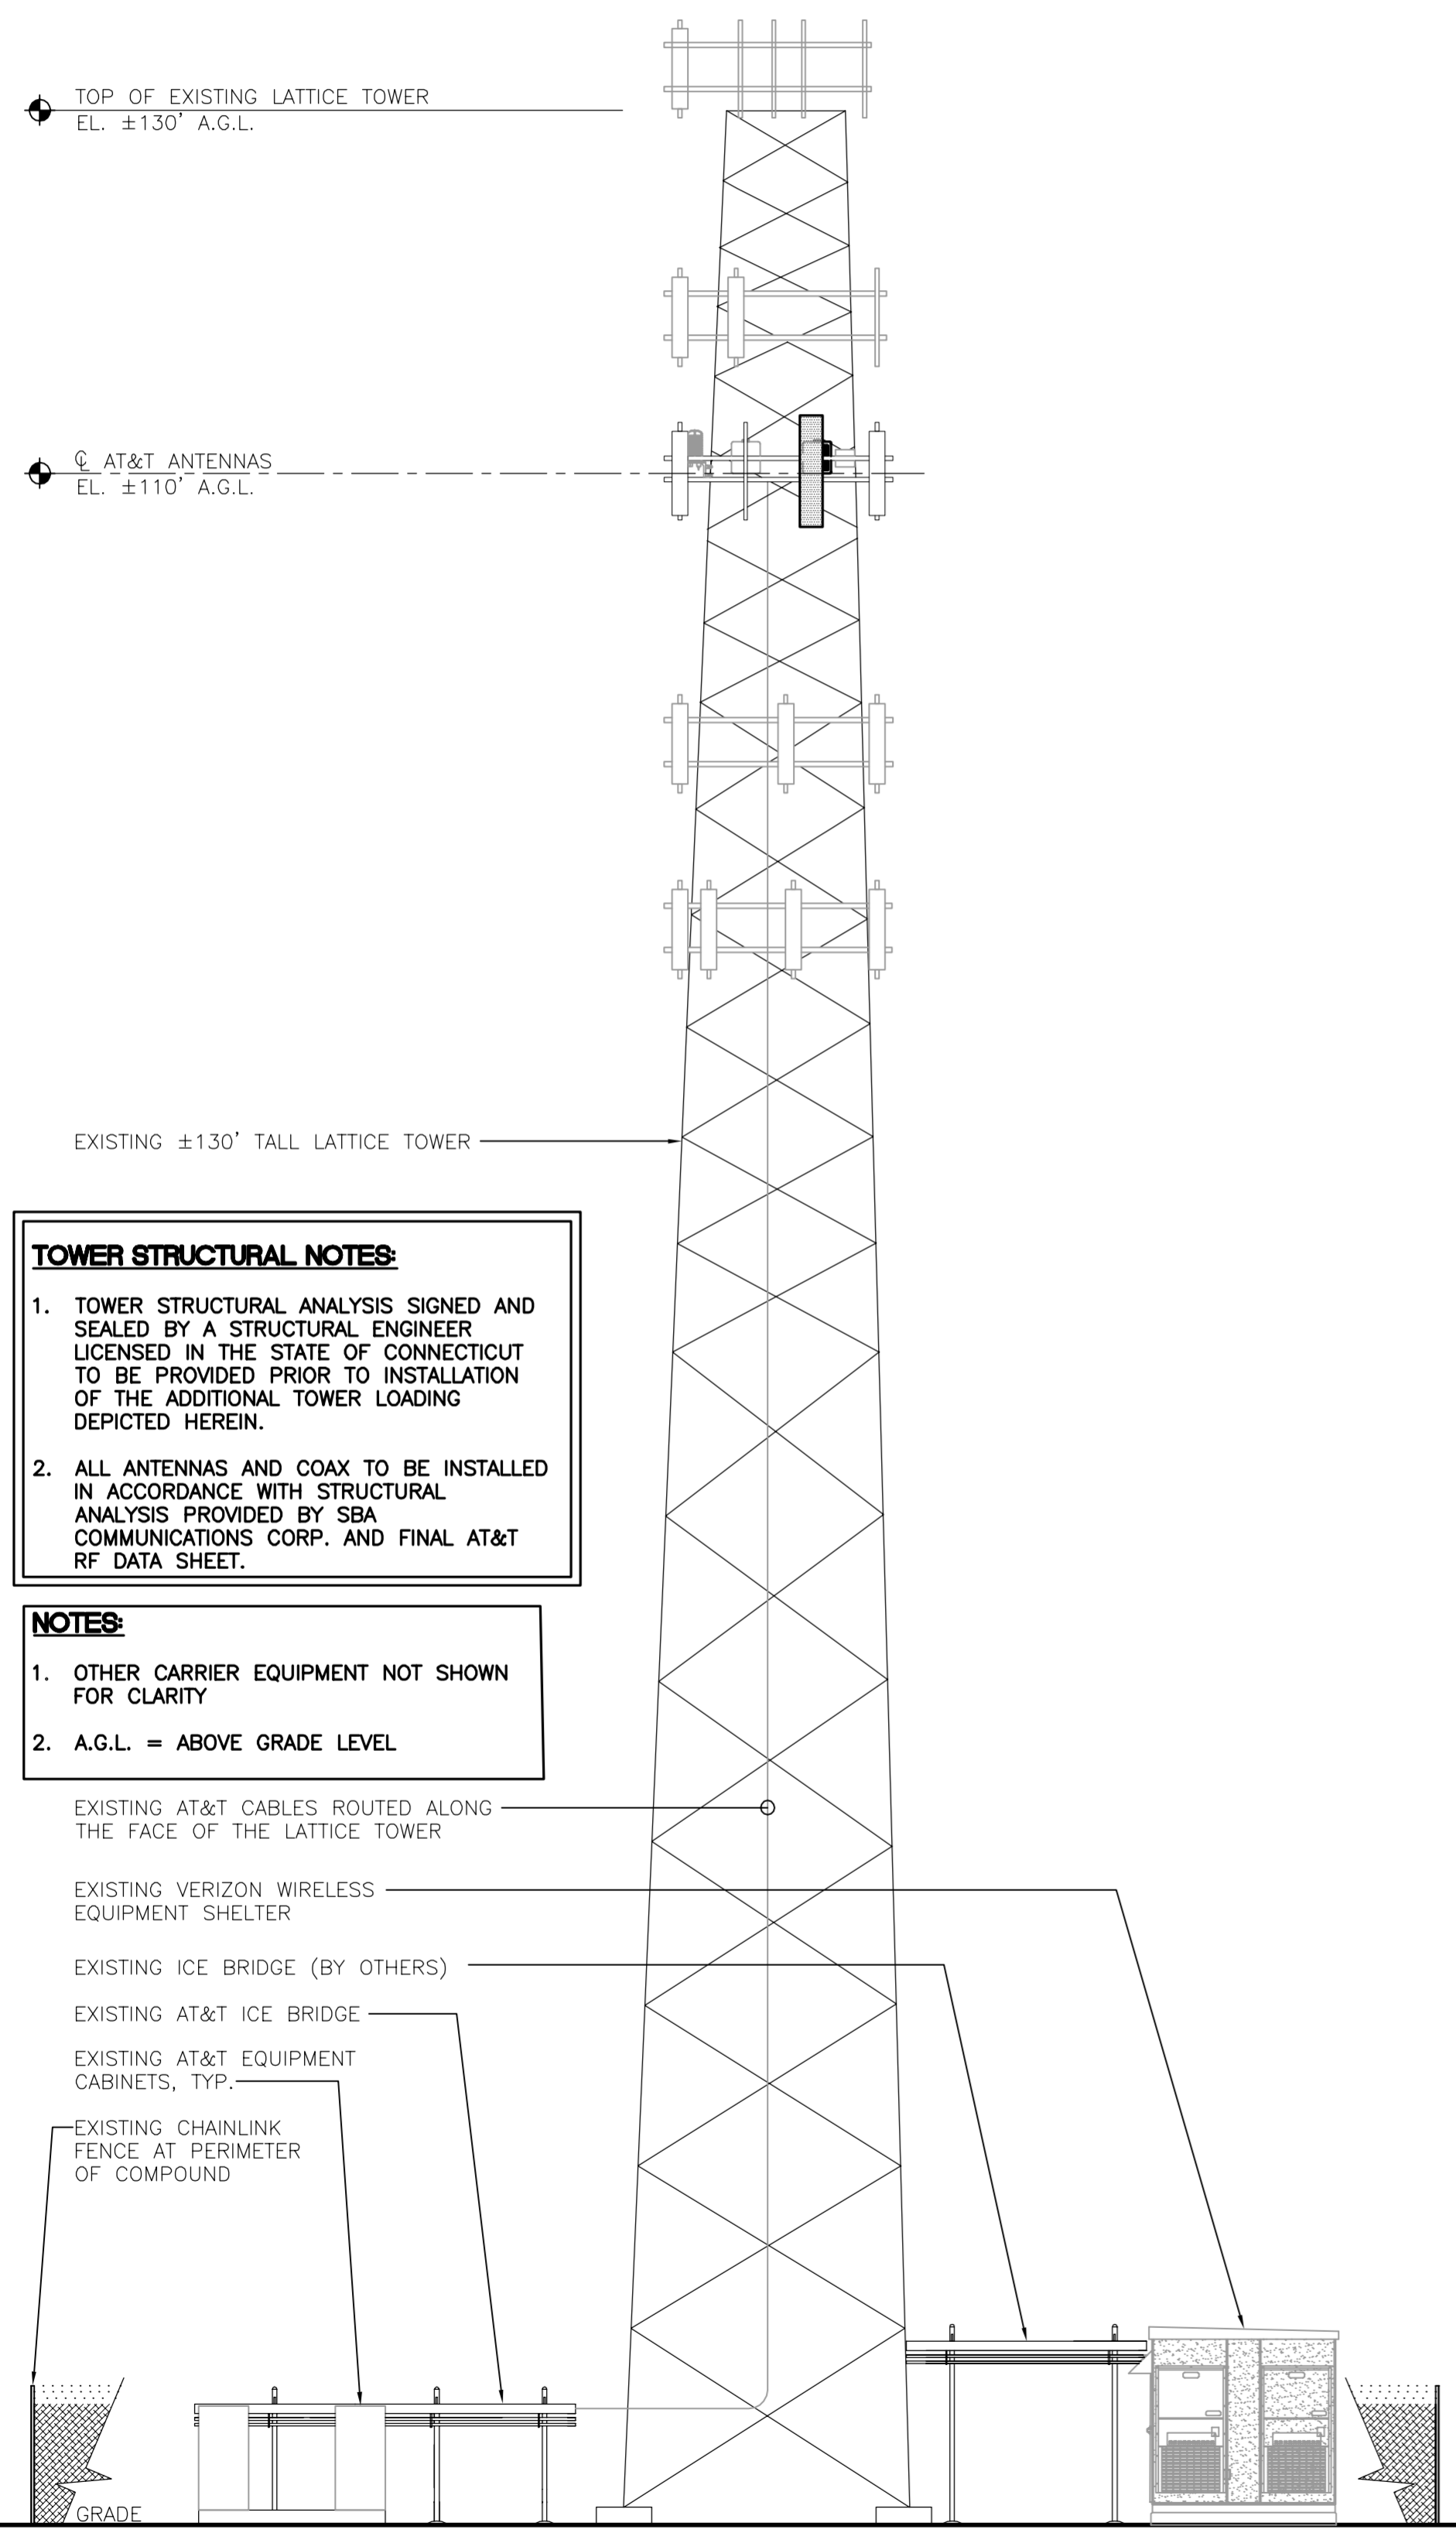 TOP OF EXISTING LATTICE TOWER
EL. ±130' A.G.L.
℄ AT&T ANTENNAS
EL. ±110' A.G.L.
EXISTING ±130' TALL LATTICE TOWER
TOWER STRUCTURAL NOTES:
1. TOWER STRUCTURAL ANALYSIS SIGNED AND
SEALED BY A STRUCTURAL ENGINEER
LICENSED IN THE STATE OF CONNECTICUT
TO BE PROVIDED PRIOR TO INSTALLATION
OF THE ADDITIONAL TOWER LOADING
DEPICTED HEREIN.
2. ALL ANTENNAS AND COAX TO BE INSTALLED
IN ACCORDANCE WITH STRUCTURAL
ANALYSIS PROVIDED BY SBA
COMMUNICATIONS CORP. AND FINAL AT&T
RF DATA SHEET.
NOTES:
1. OTHER CARRIER EQUIPMENT NOT SHOWN
FOR CLARITY
2. A.G.L. = ABOVE GRADE LEVEL
EXISTING AT&T CABLES ROUTED ALONG
THE FACE OF THE LATTICE TOWER
EXISTING VERIZON WIRELESS
EQUIPMENT SHELTER
EXISTING ICE BRIDGE (BY OTHERS)
EXISTING AT&T ICE BRIDGE
EXISTING AT&T EQUIPMENT
CABINETS, TYP.
EXISTING CHAINLINK
FENCE AT PERIMETER
OF COMPOUND
GRADE